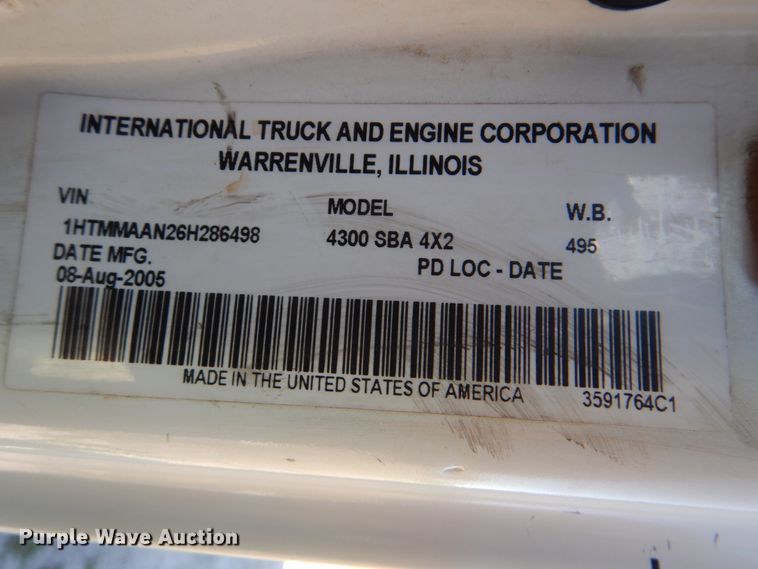 INTERNATIONAL TRUCK AND ENGINE CORPORATION
WARRENVILLE, ILLINOIS
VIN MODEL W.B.
1HTMMAAN26H286498 4300 SBA 4X2 495
DATE MFG. PD LOC - DATE
08-Aug-2005
MADE IN THE UNITED STATES OF AMERICA 3591764C1
Purple Wave Auction